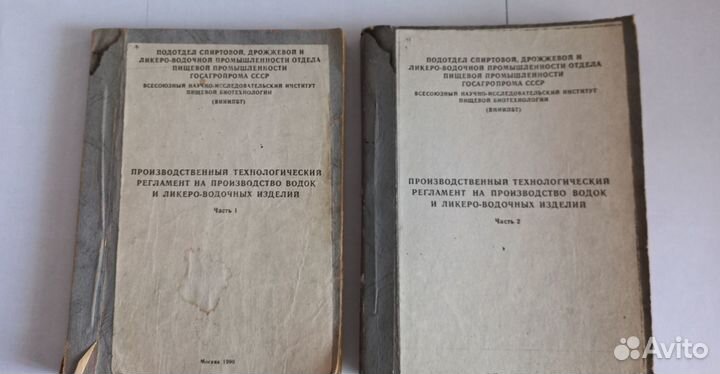 ПОДОТДЕЛ СПИРТОВОЙ, ДРОЖЖЕВОЙ И
ЛИКЕРО-ВОДОЧНОЙ ПРОМЫШЛЕННОСТИ ОТДЕЛА
ПИЩЕВОЙ ПРОМЫШЛЕННОСТИ
ГОСАГРОПРОМА СССР
ВСЕСОЮЗНЫЙ НАУЧНО-ИССЛЕДОВАТЕЛЬСКИЙ ИНСТИТУТ
ПИЩЕВОЙ БИОТЕХНОЛОГИИ
(ВНИИПБТ)
ПРОИЗВОДСТВЕННЫЙ ТЕХНОЛОГИЧЕСКИЙ
РЕГЛАМЕНТ НА ПРОИЗВОДСТВО ВОДОК
И ЛИКЕРО-ВОДОЧНЫХ ИЗДЕЛИЙ
Часть 1
Москва 1990
ПОДОТДЕЛ СПИРТОВОЙ, ДРОЖЖЕВОЙ И
ЛИКЕРО-ВОДОЧНОЙ ПРОМЫШЛЕННОСТИ ОТДЕЛА
ПИЩЕВОЙ ПРОМЫШЛЕННОСТИ
ГОСАГРОПРОМА СССР
ВСЕСОЮЗНЫЙ НАУЧНО-ИССЛЕДОВАТЕЛЬСКИЙ ИНСТИТУТ
ПИЩЕВОЙ БИОТЕХНОЛОГИИ
(ВНИИПБТ)
ПРОИЗВОДСТВЕННЫЙ ТЕХНОЛОГИЧЕСКИЙ
РЕГЛАМЕНТ НА ПРОИЗВОДСТВО ВОДОК
И ЛИКЕРО-ВОДОЧНЫХ ИЗДЕЛИЙ
Часть 2
Avito